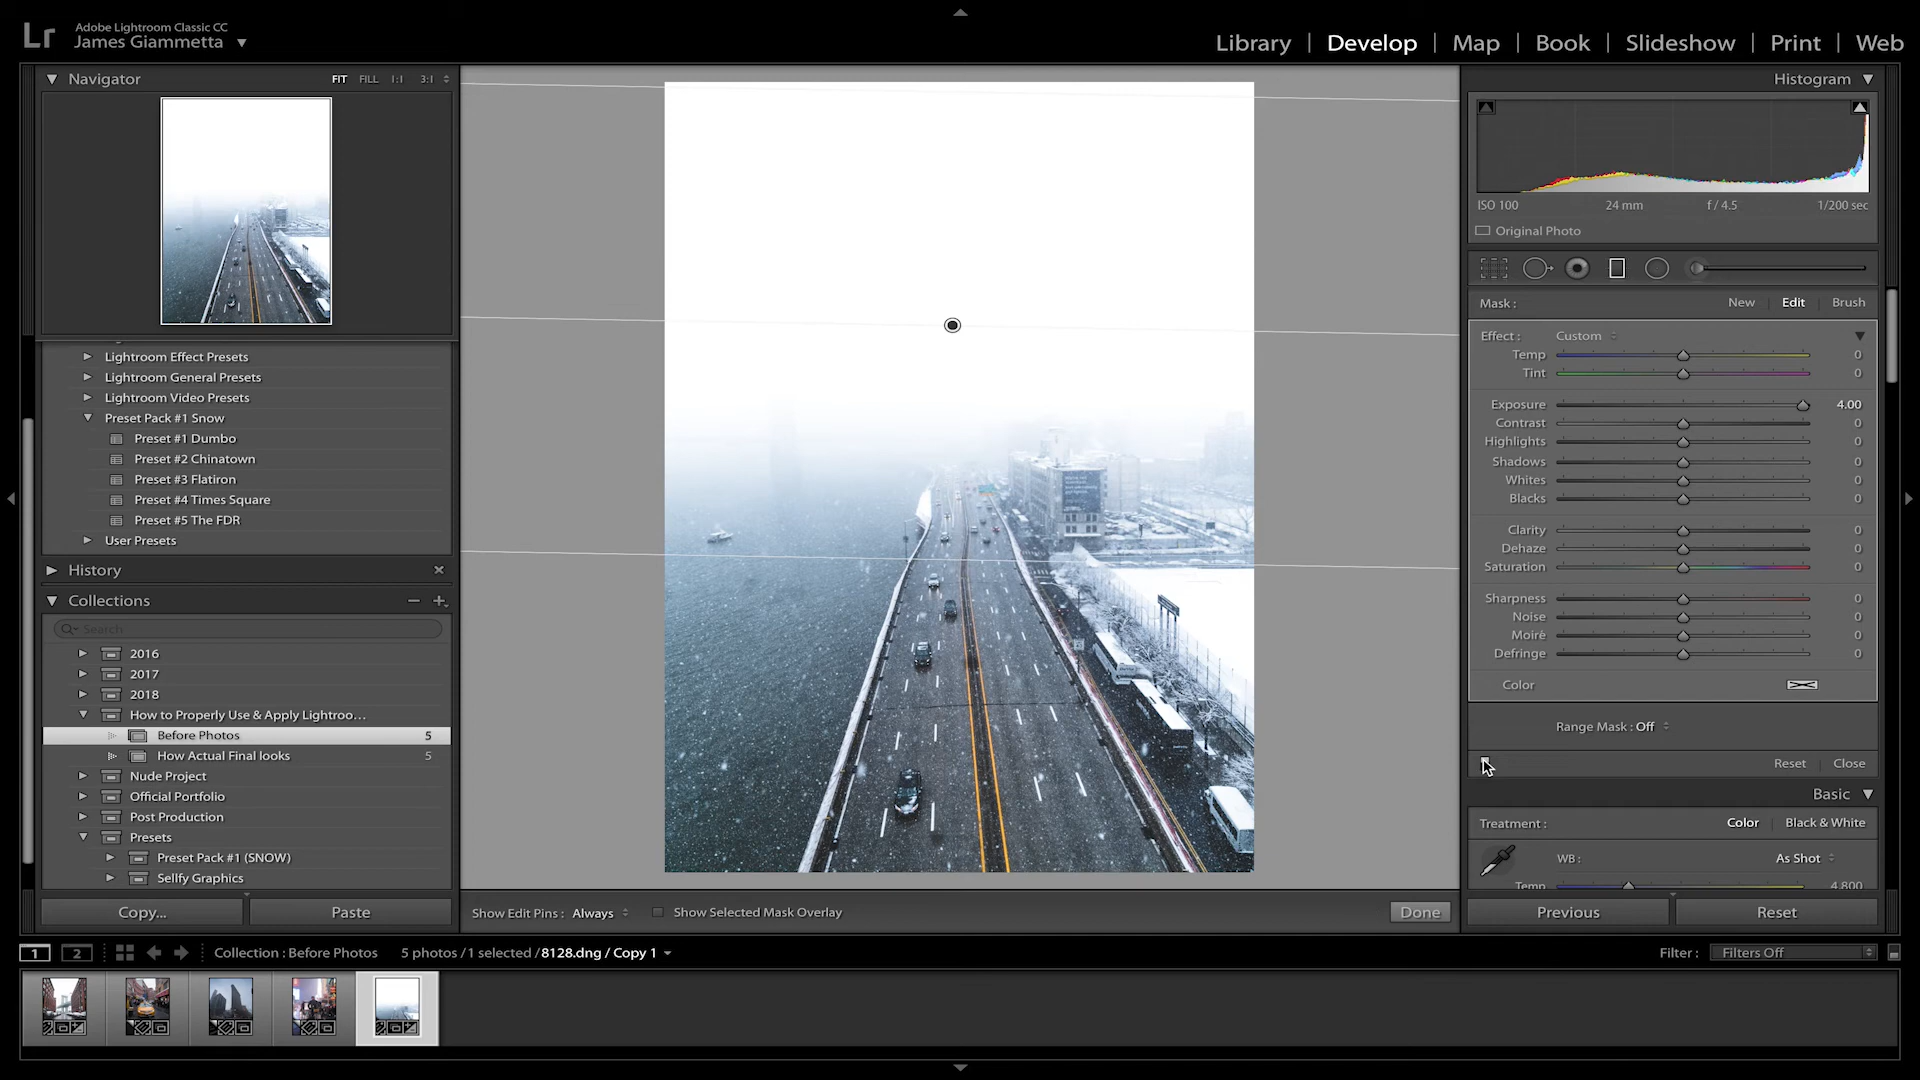 Lr
Adobe Lightroom Classic CC
James Giammetta
Library | Develop | Map | Book | Slideshow | Print | Web
Navigator
FIT FILL 1:1 3:1
Lightroom Effect Presets
Lightroom General Presets
Lightroom Video Presets
Preset Pack #1 Snow
Preset #1 Dumbo
Preset #2 Chinatown
Preset #3 Flatiron
Preset #4 Times Square
Preset #5 The FDR
User Presets
History
Collections
Search
2016
2017
2018
How to Properly Use & Apply Lightroo...
Before Photos 5
How Actual Final looks 5
Nude Project
Official Portfolio
Post Production
Presets
Preset Pack #1 (SNOW)
Sellfy Graphics
Copy... Paste
Show Edit Pins : Always Show Selected Mask Overlay Done
Histogram
ISO 100 24 mm f / 4.5 1/200 sec
Original Photo
Mask : New Edit Brush
Effect : Custom
Temp 0
Tint 0
Exposure 4.00
Contrast 0
Highlights 0
Shadows 0
Whites 0
Blacks 0
Clarity 0
Dehaze 0
Saturation 0
Sharpness 0
Noise 0
Moiré 0
Defringe 0
Color
Range Mask : Off
Reset Close
Basic
Treatment : Color Black & White
WB : As Shot
Temp 4,800
Previous Reset
1 2 Collection : Before Photos 5 photos / 1 selected / 8128.dng / Copy 1
Filter : Filters Off